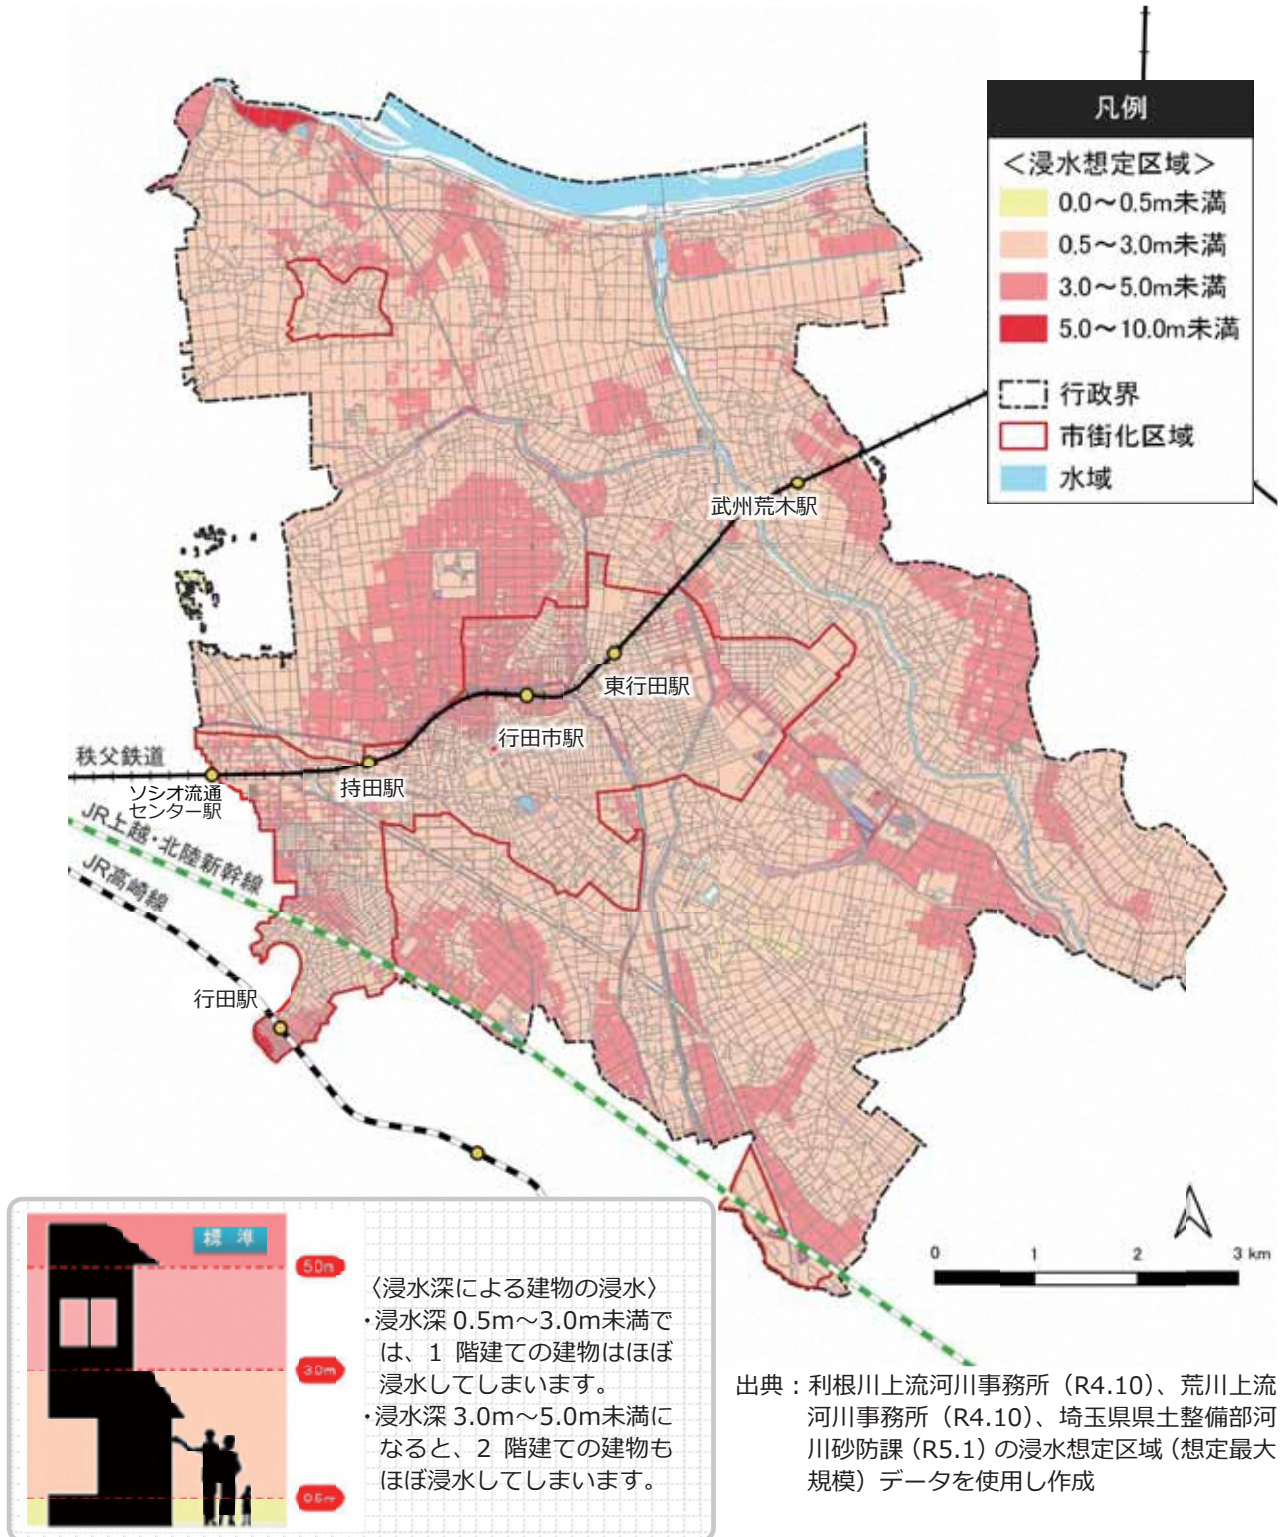 凡例
＜浸水想定区域＞
0.0～0.5m未満
0.5～3.0m未満
3.0～5.0m未満
5.0～10.0m未満
行政界
市街化区域
水域
武州荒木駅
東行田駅
行田市駅
秩父鉄道
持田駅
ソシオ流通
センター駅
JR上越・北陸新幹線
JR高崎線
行田駅
0 1 2 3 km
標 準
5.0m
3.0m
0.5m
〈浸水深による建物の浸水〉
・浸水深 0.5m～3.0m未満で
は、1 階建ての建物はほぼ
浸水してしまいます。
・浸水深 3.0m～5.0m未満に
なると、2 階建ての建物も
ほぼ浸水してしまいます。
出典：利根川上流河川事務所（R4.10）、荒川上流
河川事務所（R4.10）、埼玉県県土整備部河
川砂防課（R5.1）の浸水想定区域（想定最大
規模）データを使用し作成